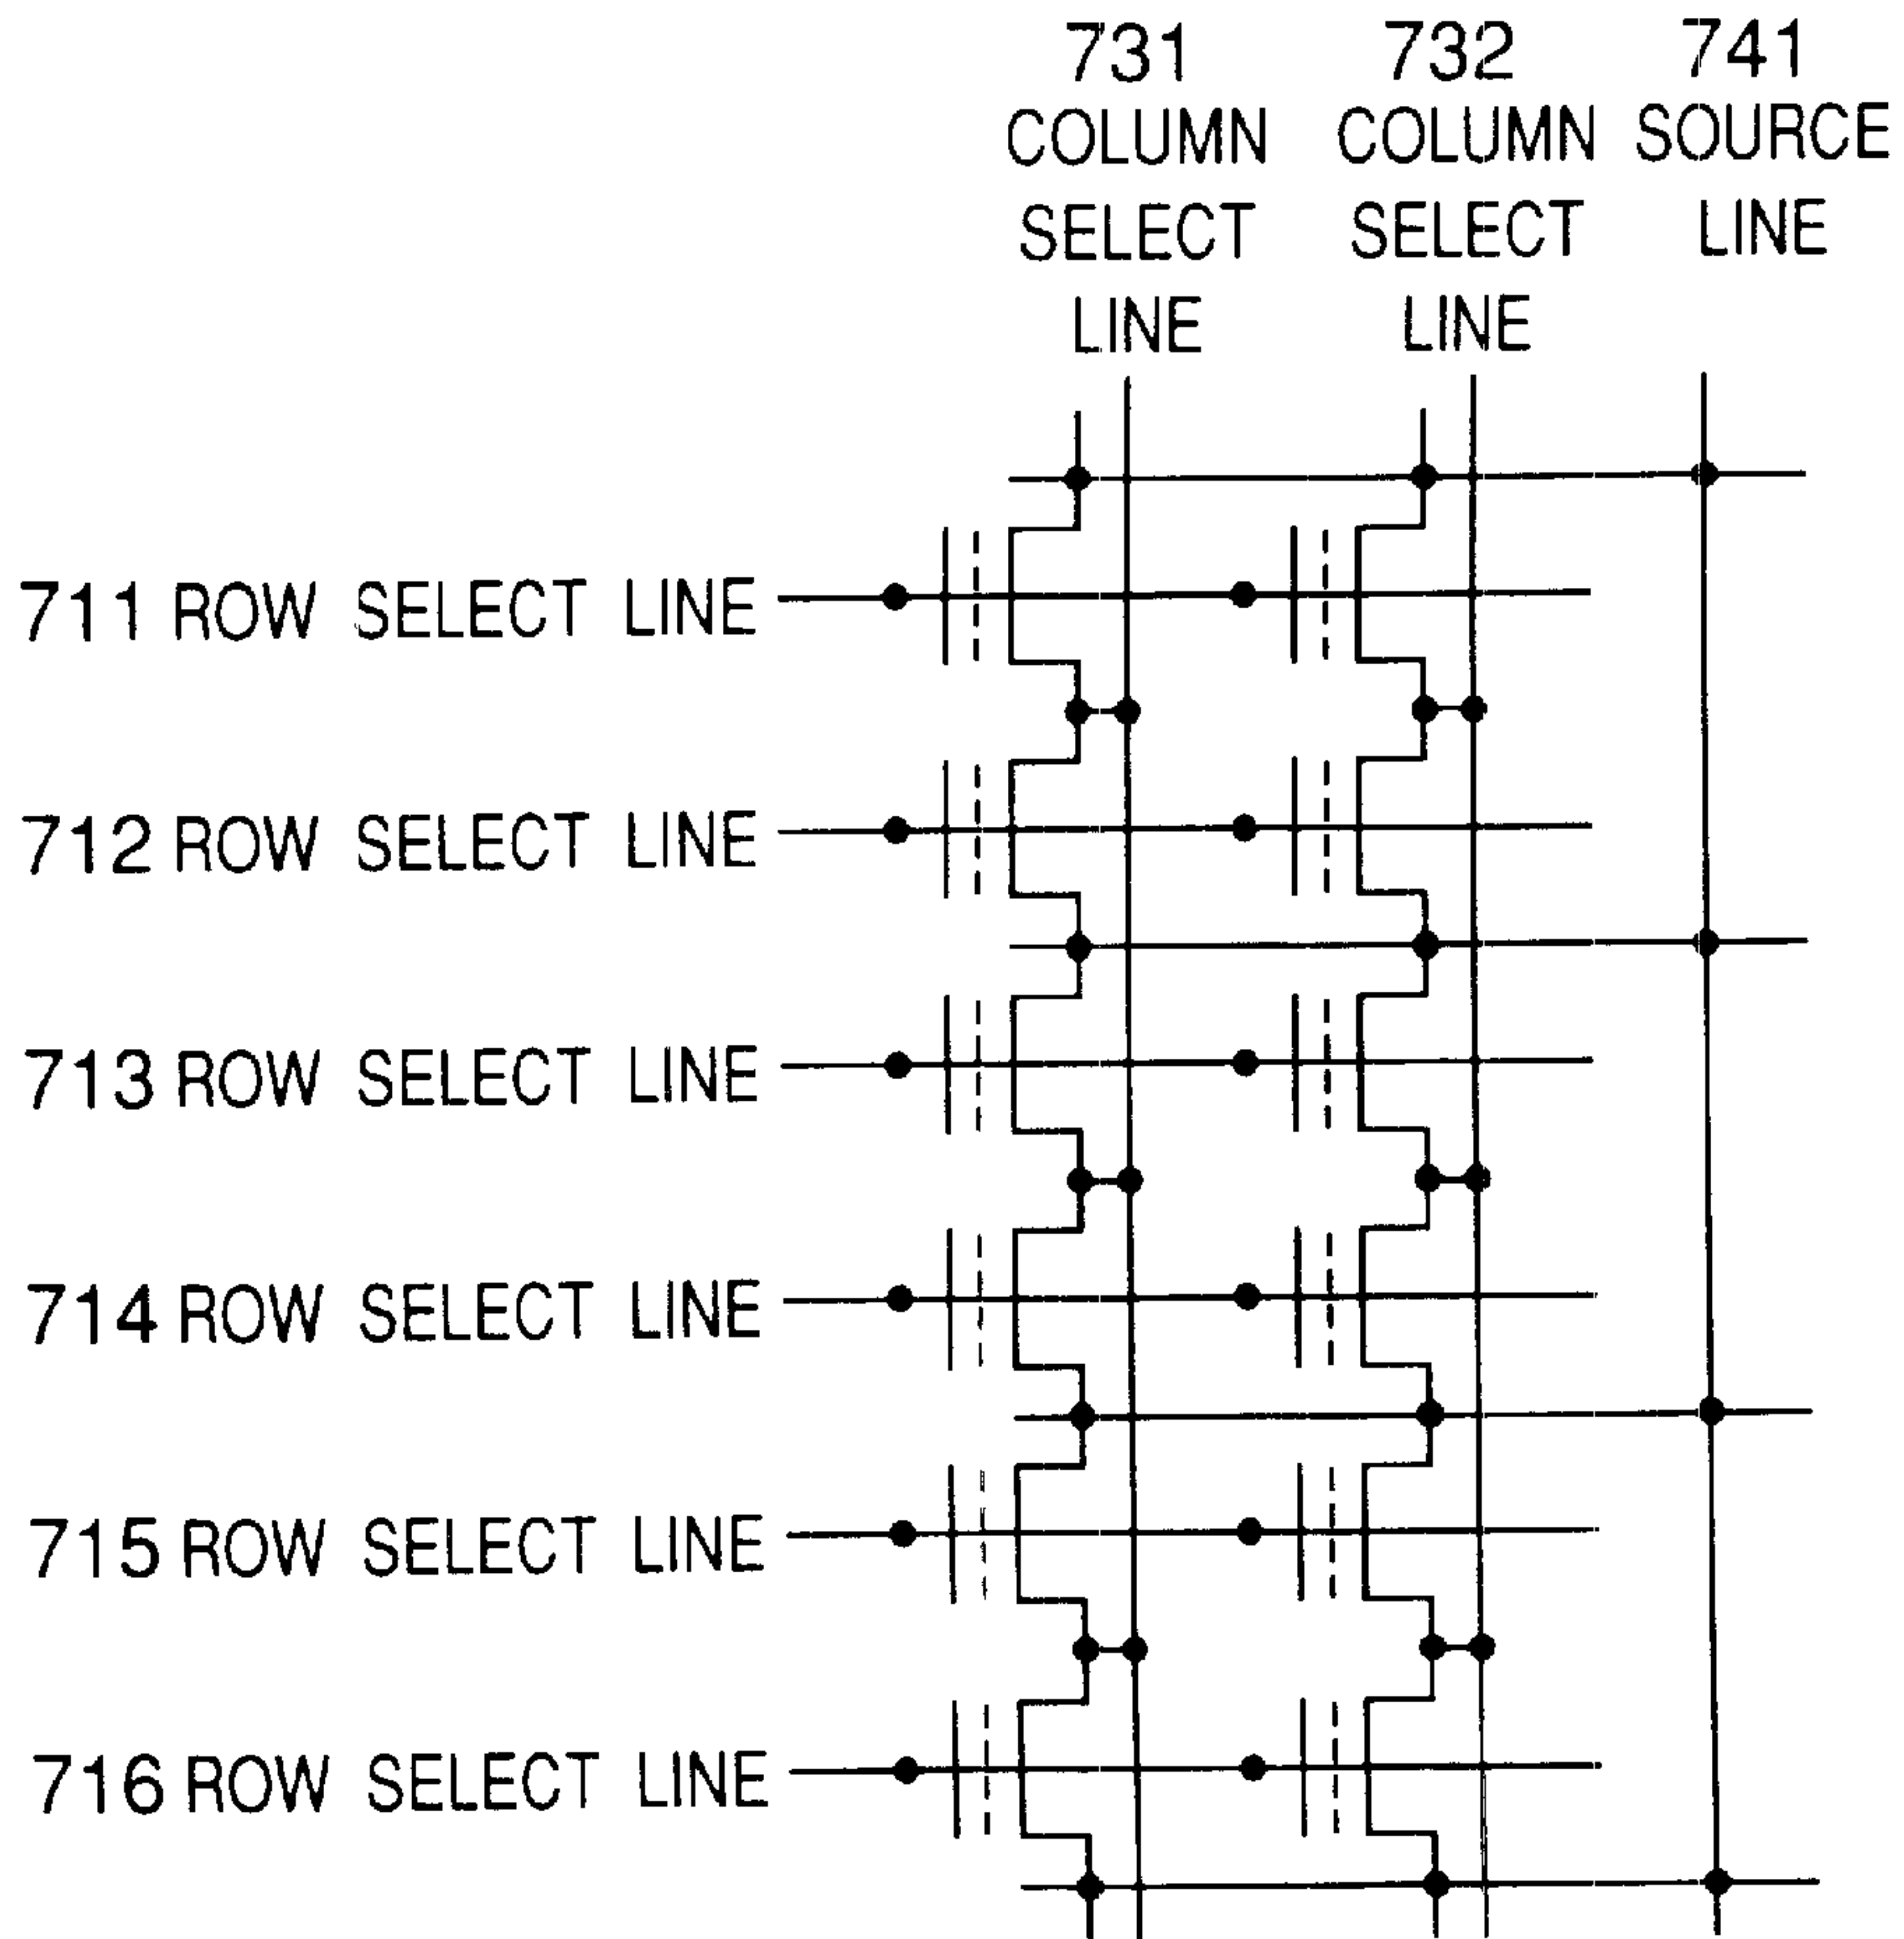 731 732 741
COLUMN COLUMN SOURCE
SELECT SELECT LINE
LINE LINE
711 ROW SELECT LINE
712 ROW SELECT LINE
713 ROW SELECT LINE
714 ROW SELECT LINE
715 ROW SELECT LINE
716 ROW SELECT LINE